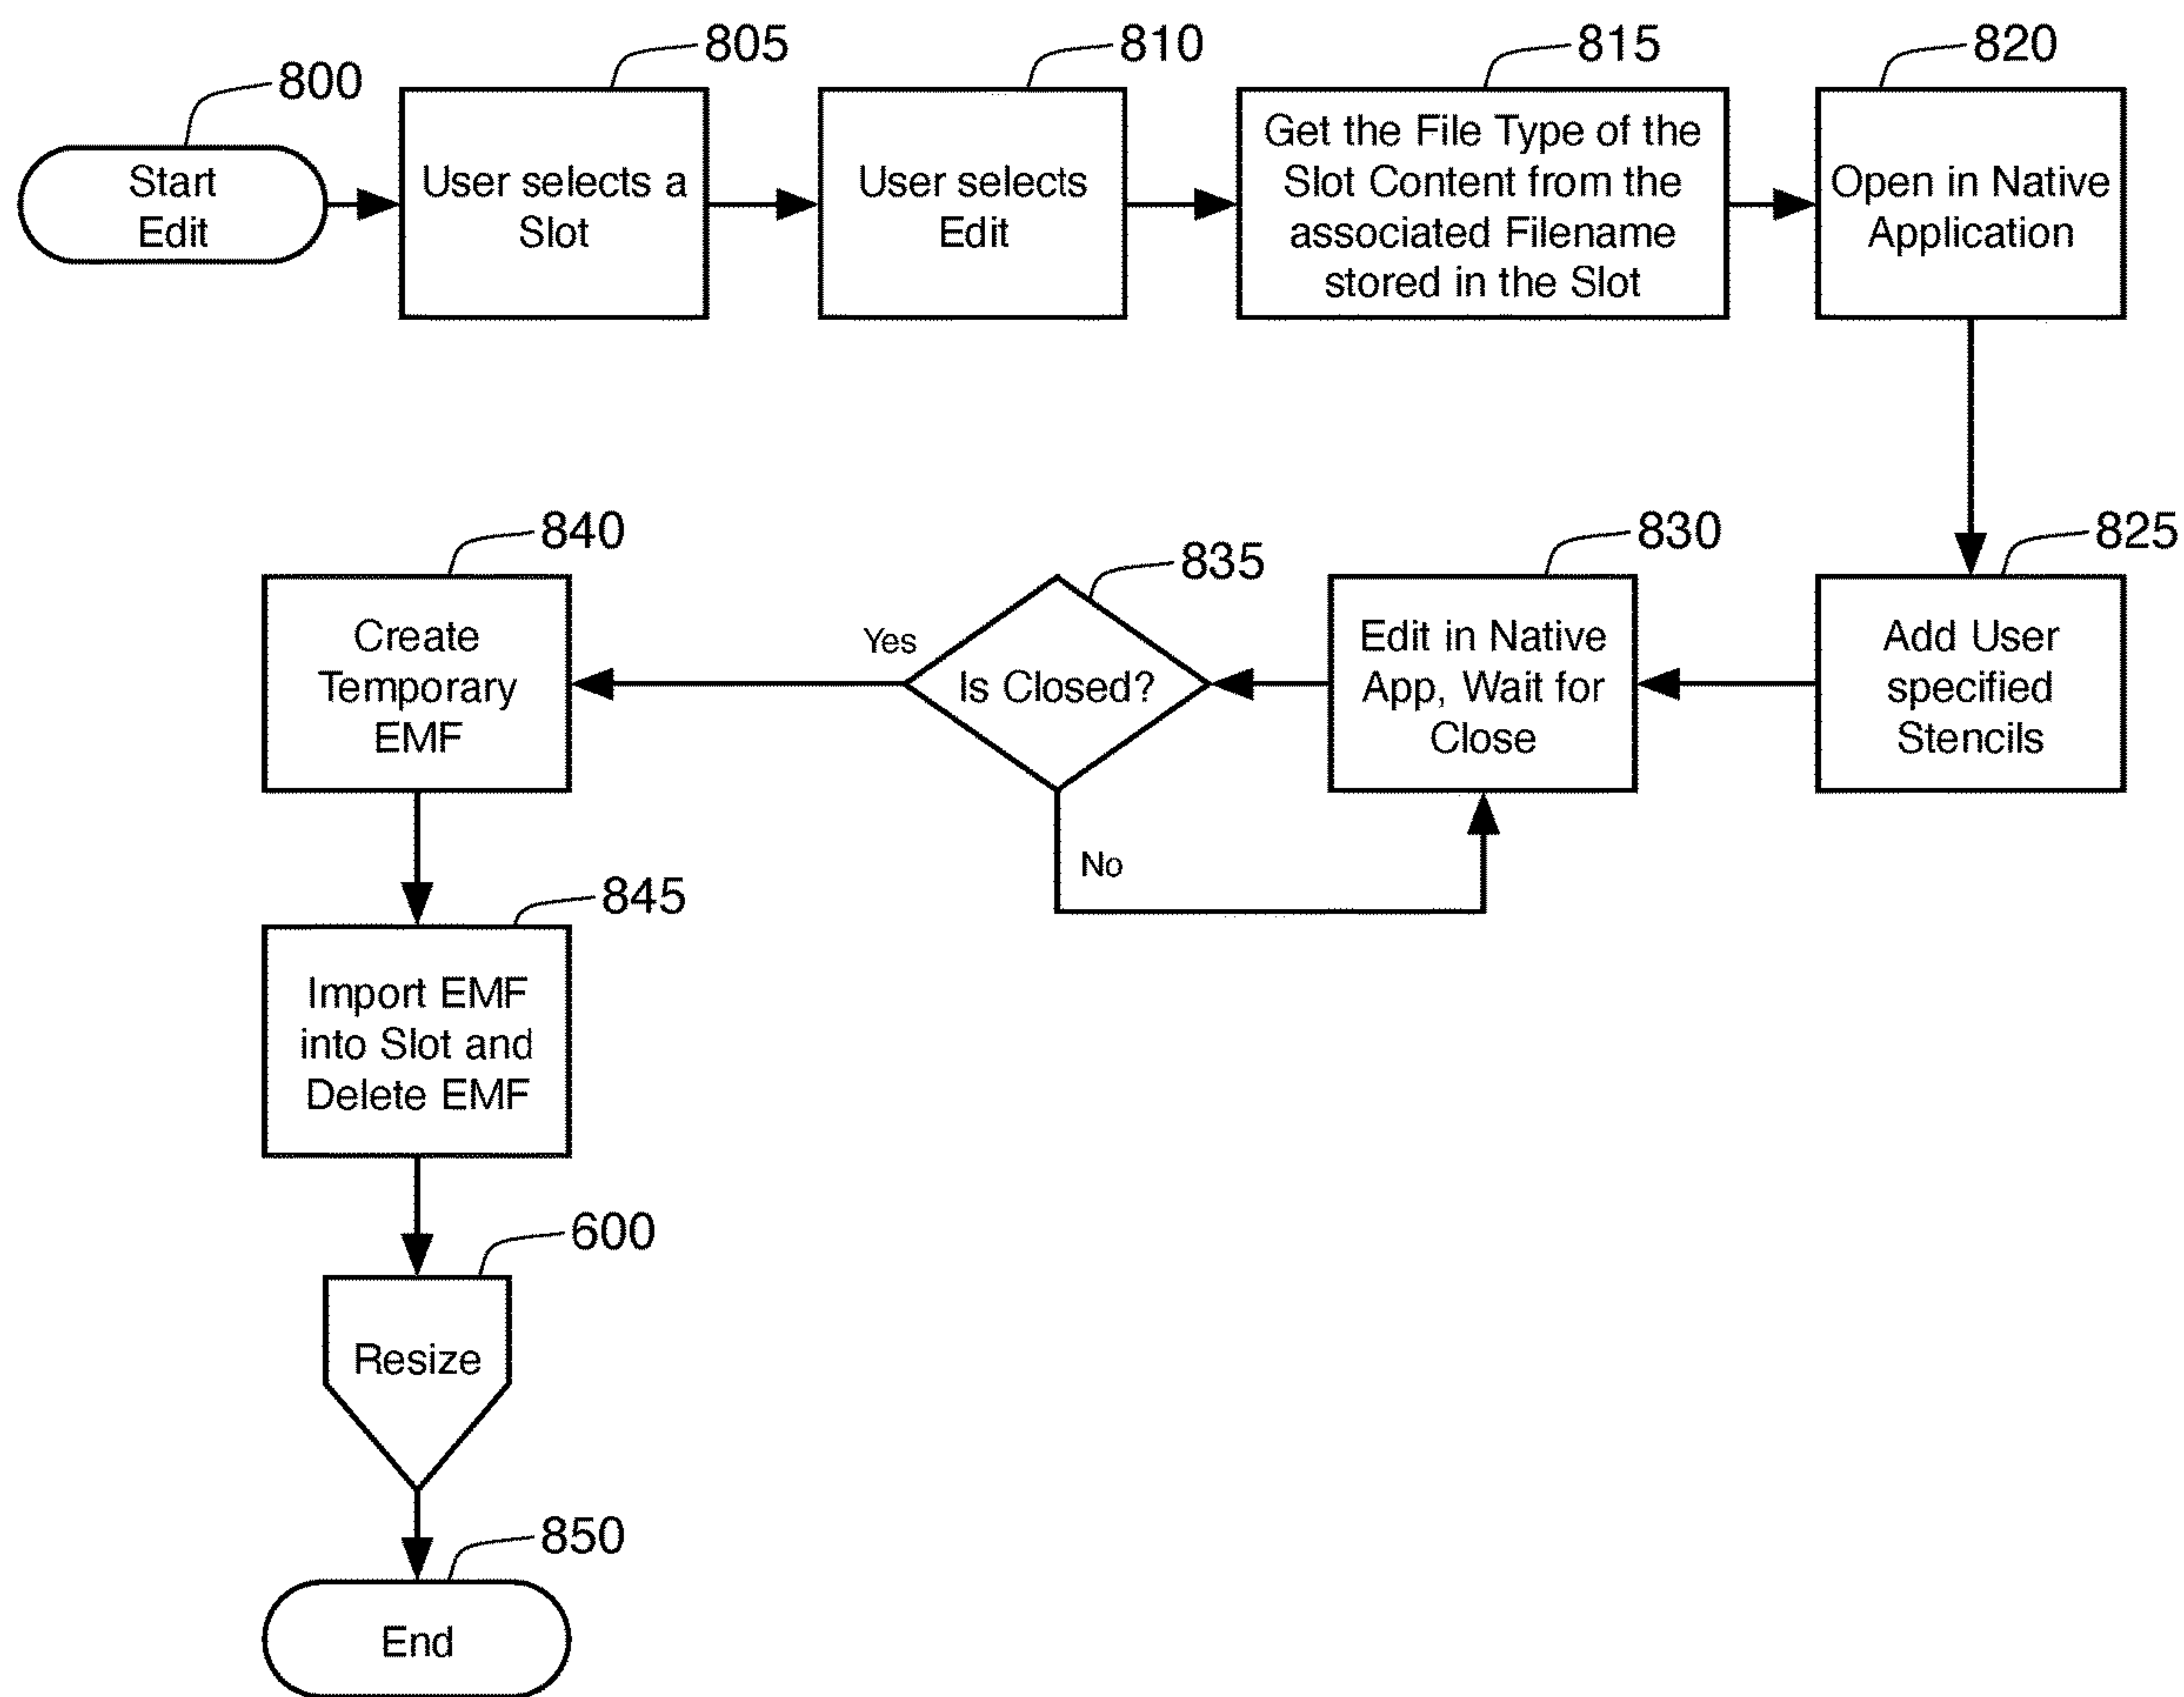 800
Start
Edit
805
User selects a
Slot
810
User selects
Edit
815
Get the File Type of the
Slot Content from the
associated Filename
stored in the Slot
820
Open in Native
Application
825
Add User
specified
Stencils
830
Edit in Native
App, Wait for
Close
835
Is Closed?
Yes
No
840
Create
Temporary
EMF
845
Import EMF
into Slot and
Delete EMF
600
Resize
850
End